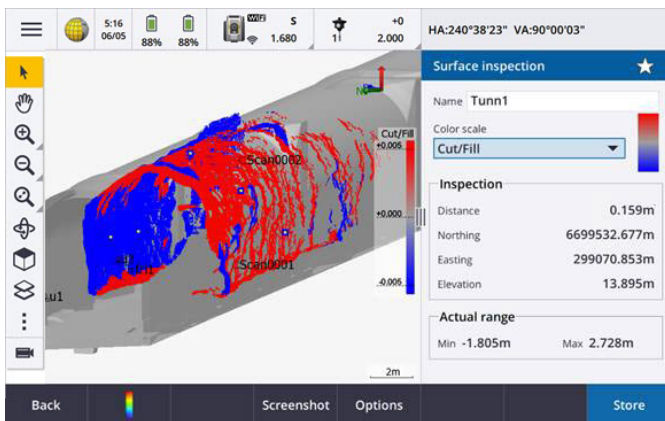 5:16
06/05
88%
88%
WiFi
S
1.680
1
+0
2.000
HA:240°38'23" VA:90°00'03"
Surface inspection
Name Tunn1
Color scale
Cut/Fill
Inspection
Distance 0.159m
Northing 6699532.677m
Easting 299070.853m
Elevation 13.895m
Actual range
Min -1.805m Max 2.728m
Cut/Fill
+0.005
+0.000
-0.005
Scan0002
Scan0001
2m
Back
Screenshot
Options
Store